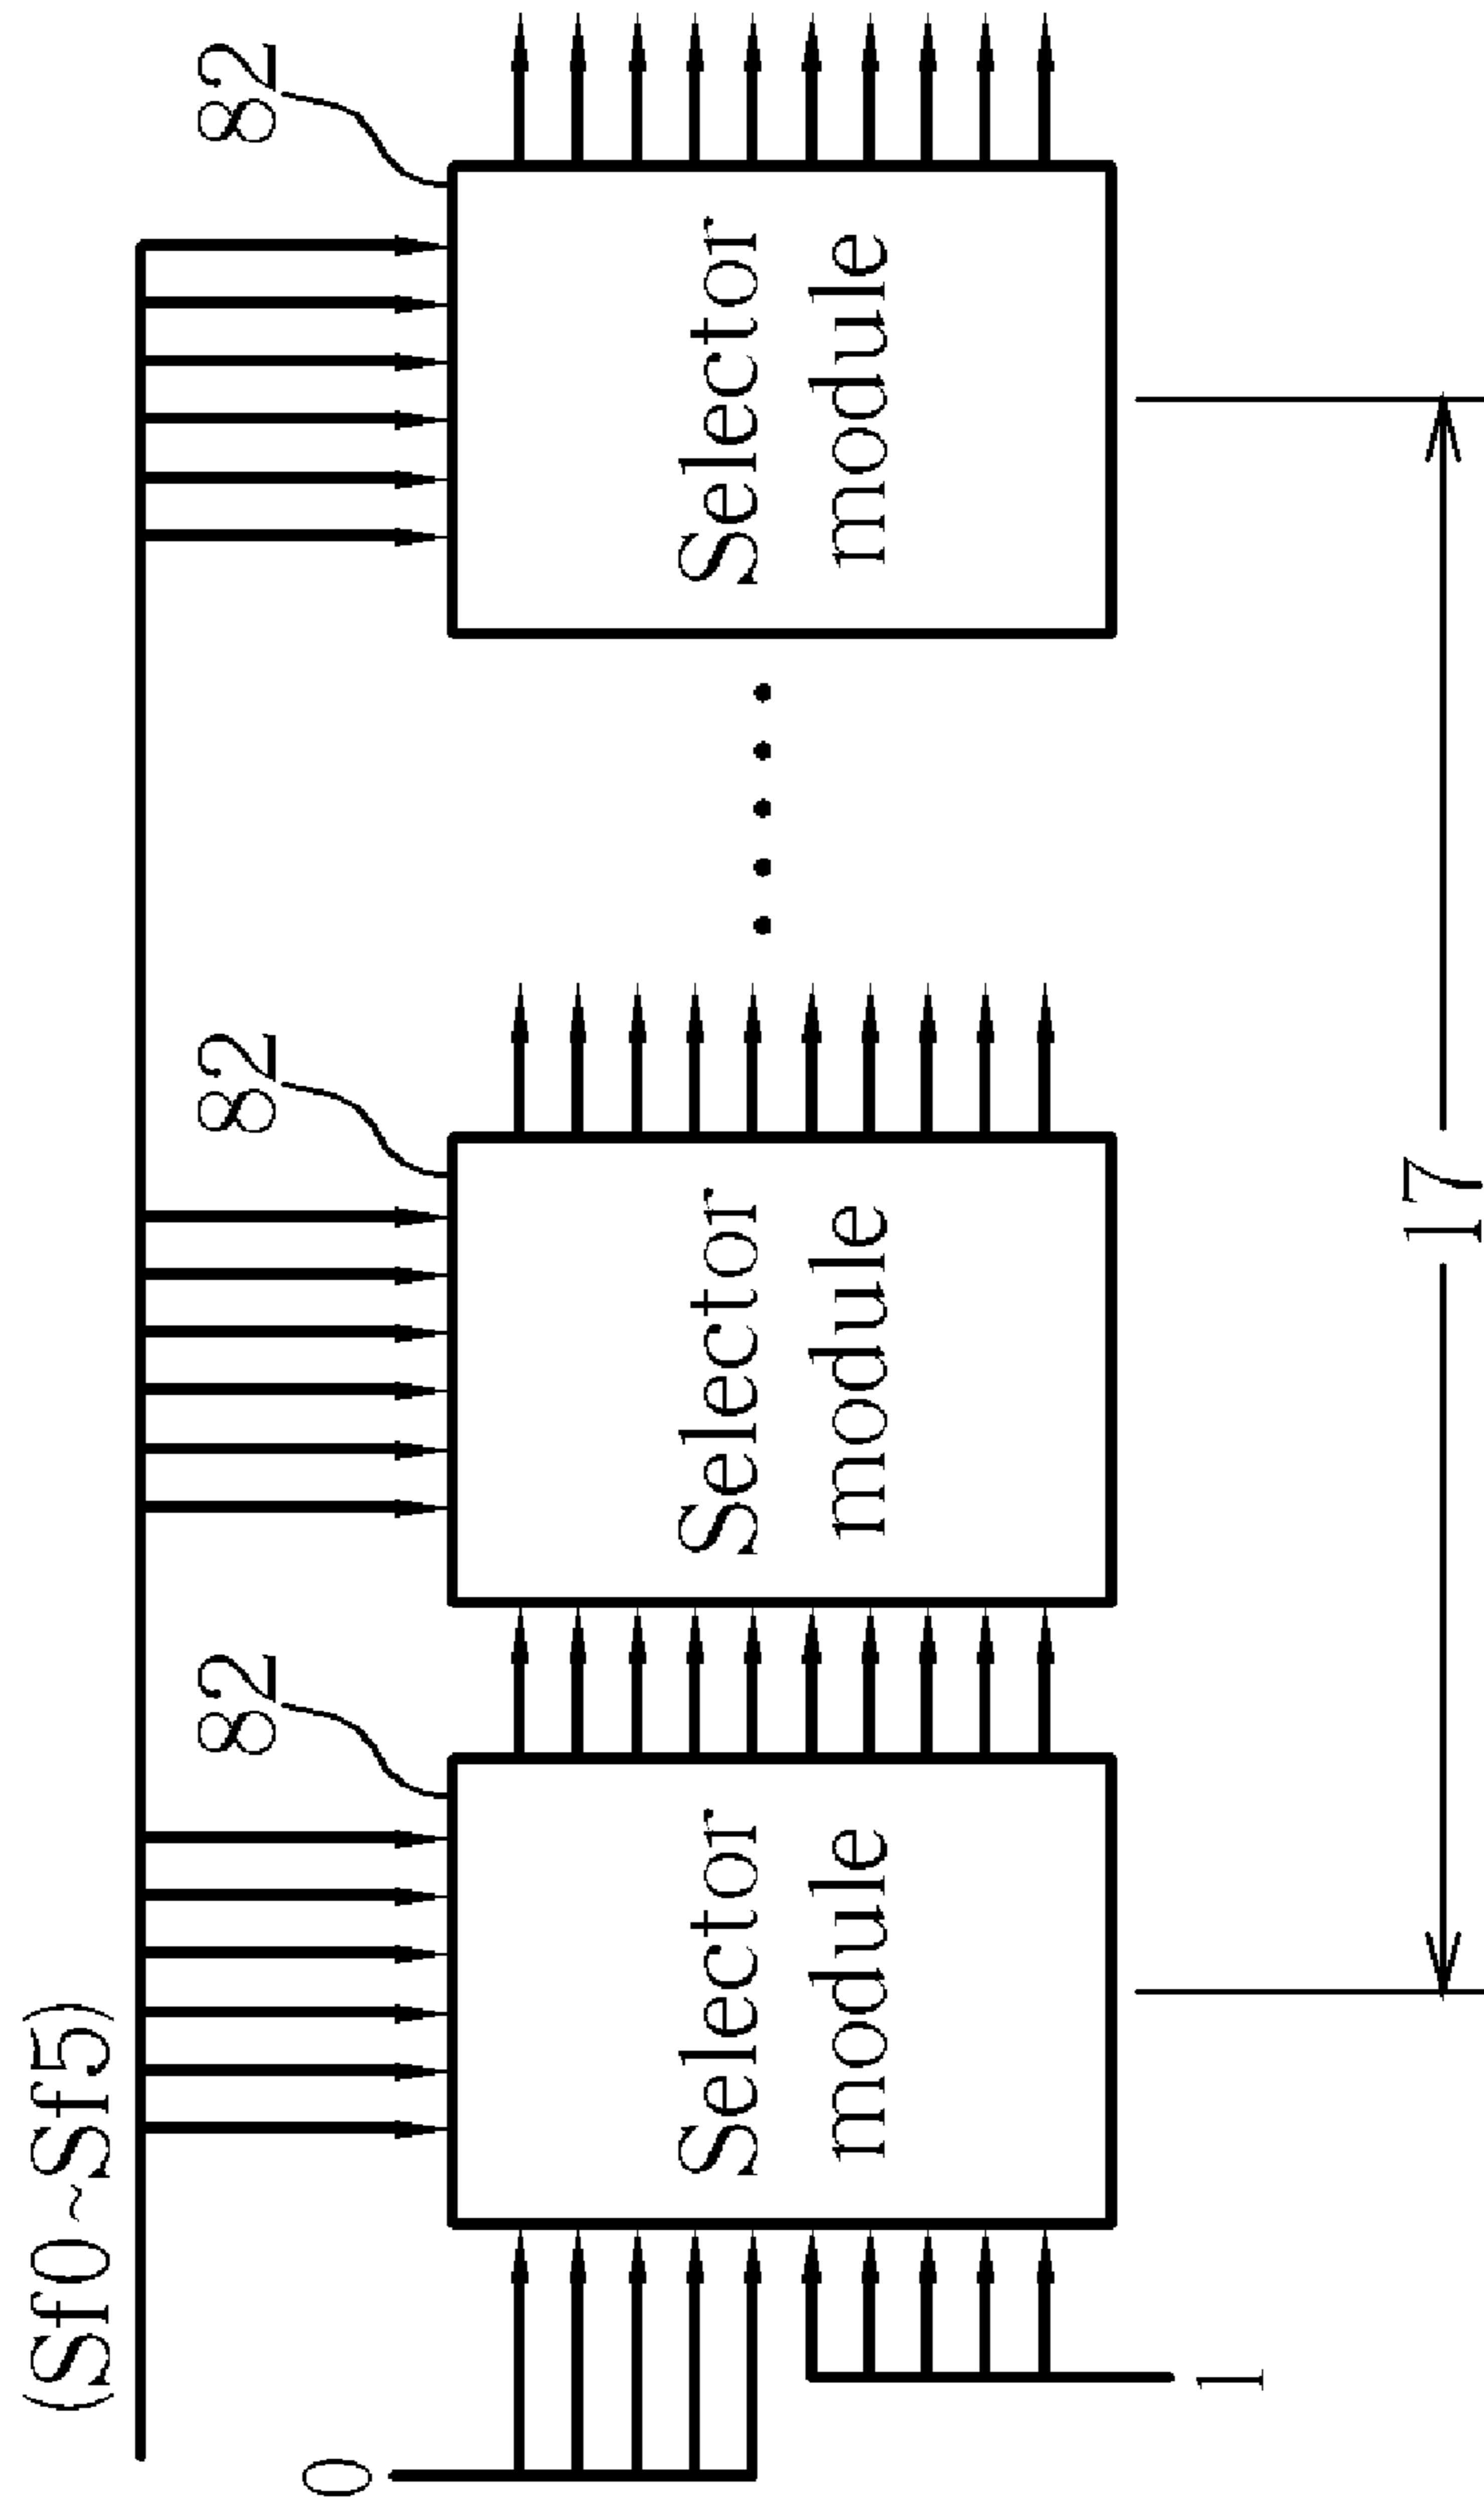 (Sf0~Sf5)
82
82
82
0
Selector
module
Selector
module
Selector
module
1
17